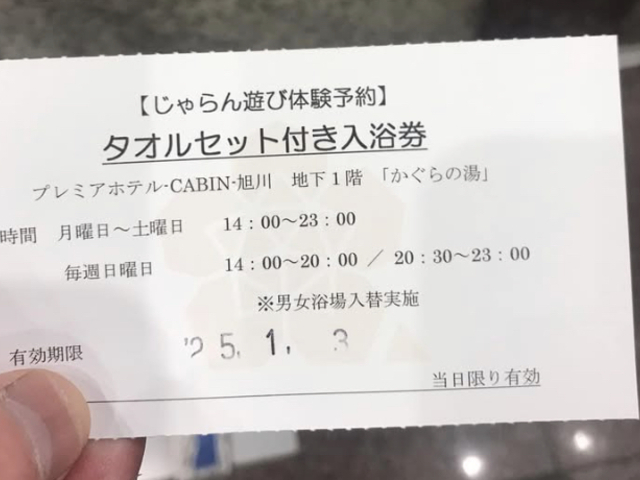 【じゃらん遊び体験予約】
タオルセット付き入浴券
プレミアホテル-CABIN-旭川 地下1階 「かぐらの湯」
時間 月曜日～土曜日 14：00～23：00
毎週日曜日 14：00～20：00 ／ 20：30～23：00
※男女浴場入替実施
有効期限 '25. 1. 3
当日限り有効